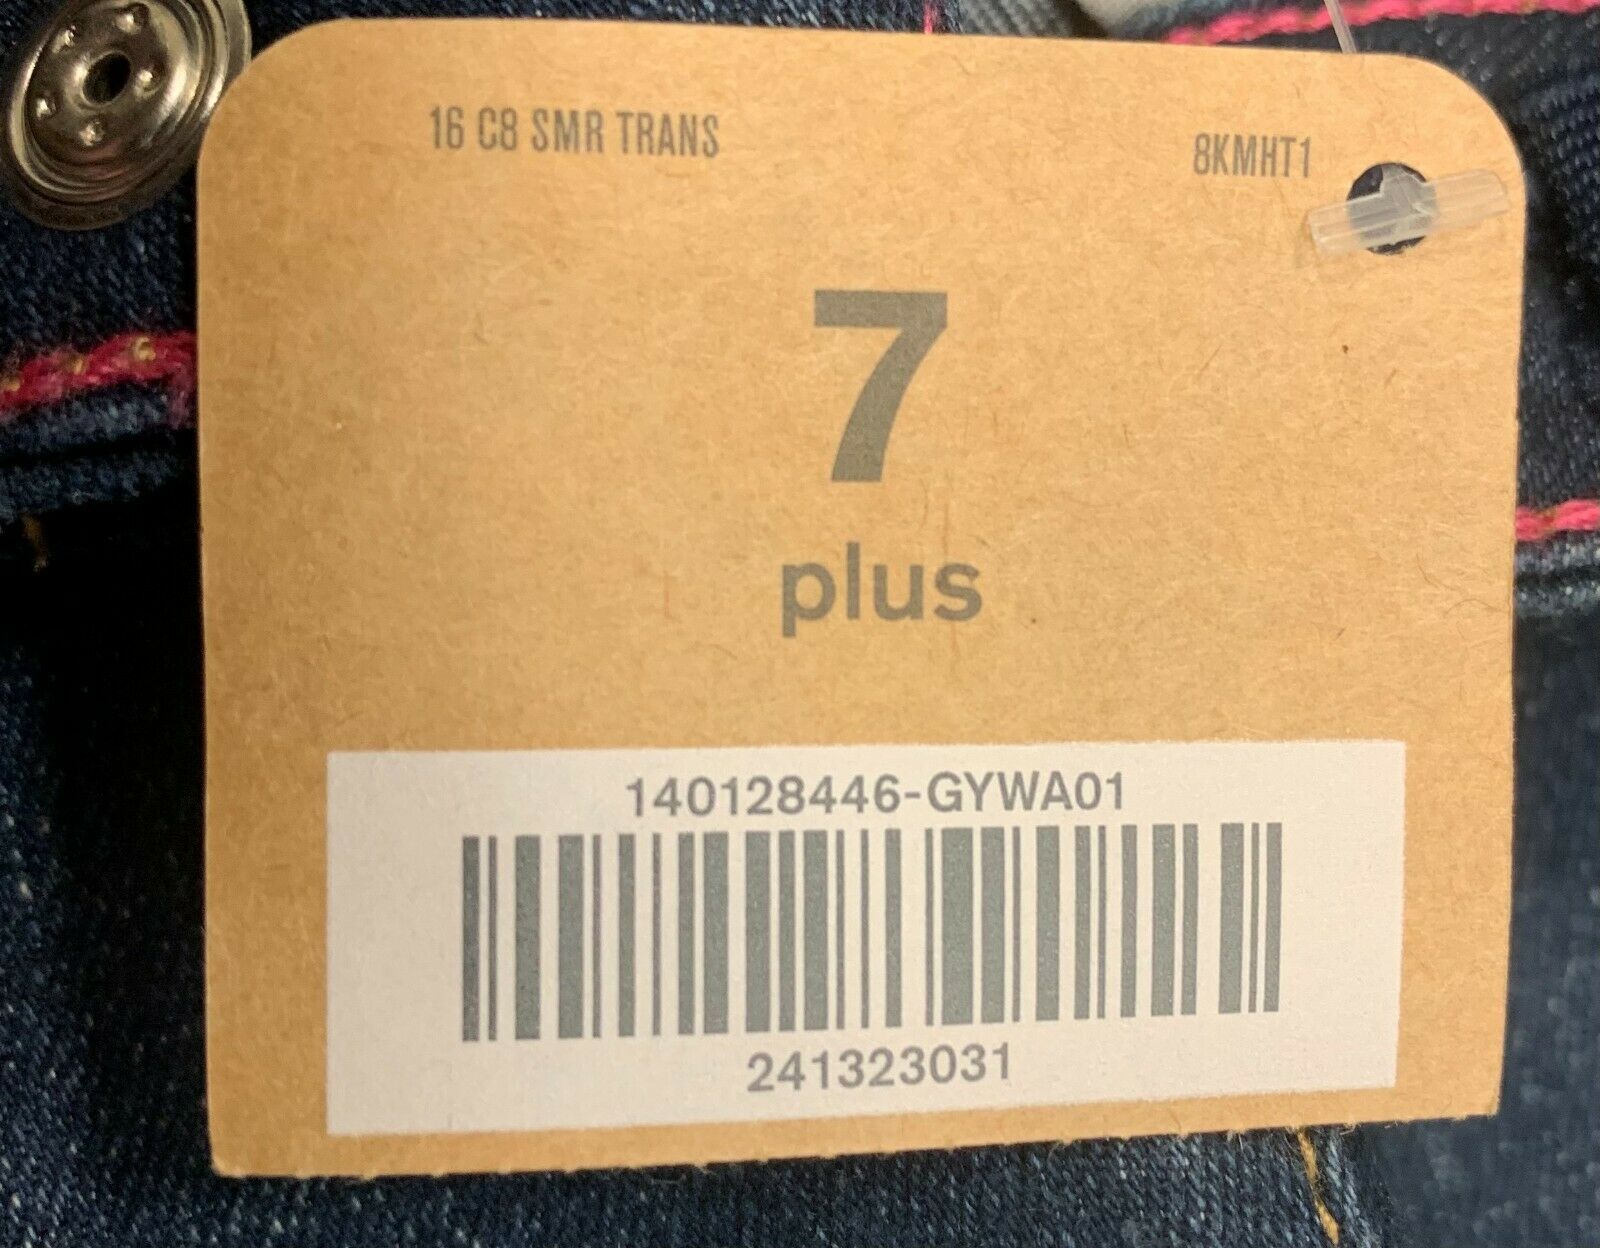 16 C8 SMR TRANS 8KMHT1
7
plus
140128446-GYWA01
241323031